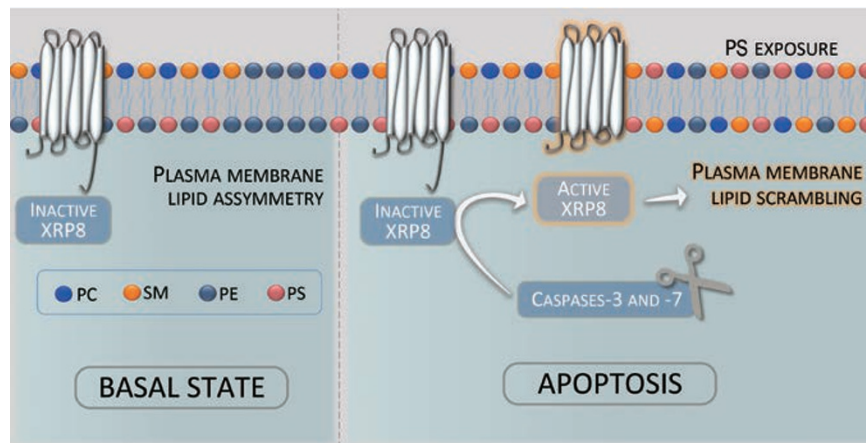 PS EXPOSURE
PLASMA MEMBRANE
LIPID ASSYMMETRY
INACTIVE
XRP8
PC
SM
PE
PS
BASAL STATE
INACTIVE
XRP8
ACTIVE
XRP8
PLASMA MEMBRANE
LIPID SCRAMBLING
CASPASES-3 AND -7
APOPTOSIS